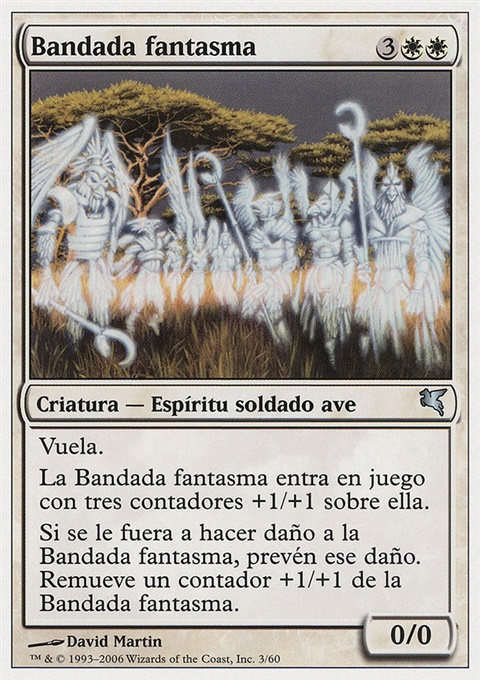 Bandada fantasma 3
Criatura — Espíritu soldado ave
Vuela.
La Bandada fantasma entra en juego
con tres contadores +1/+1 sobre ella.
Si se le fuera a hacer daño a la
Bandada fantasma, prevén ese daño.
Remueve un contador +1/+1 de la
Bandada fantasma.
David Martin
0/0
™ & © 1993–2006 Wizards of the Coast, Inc. 3/60